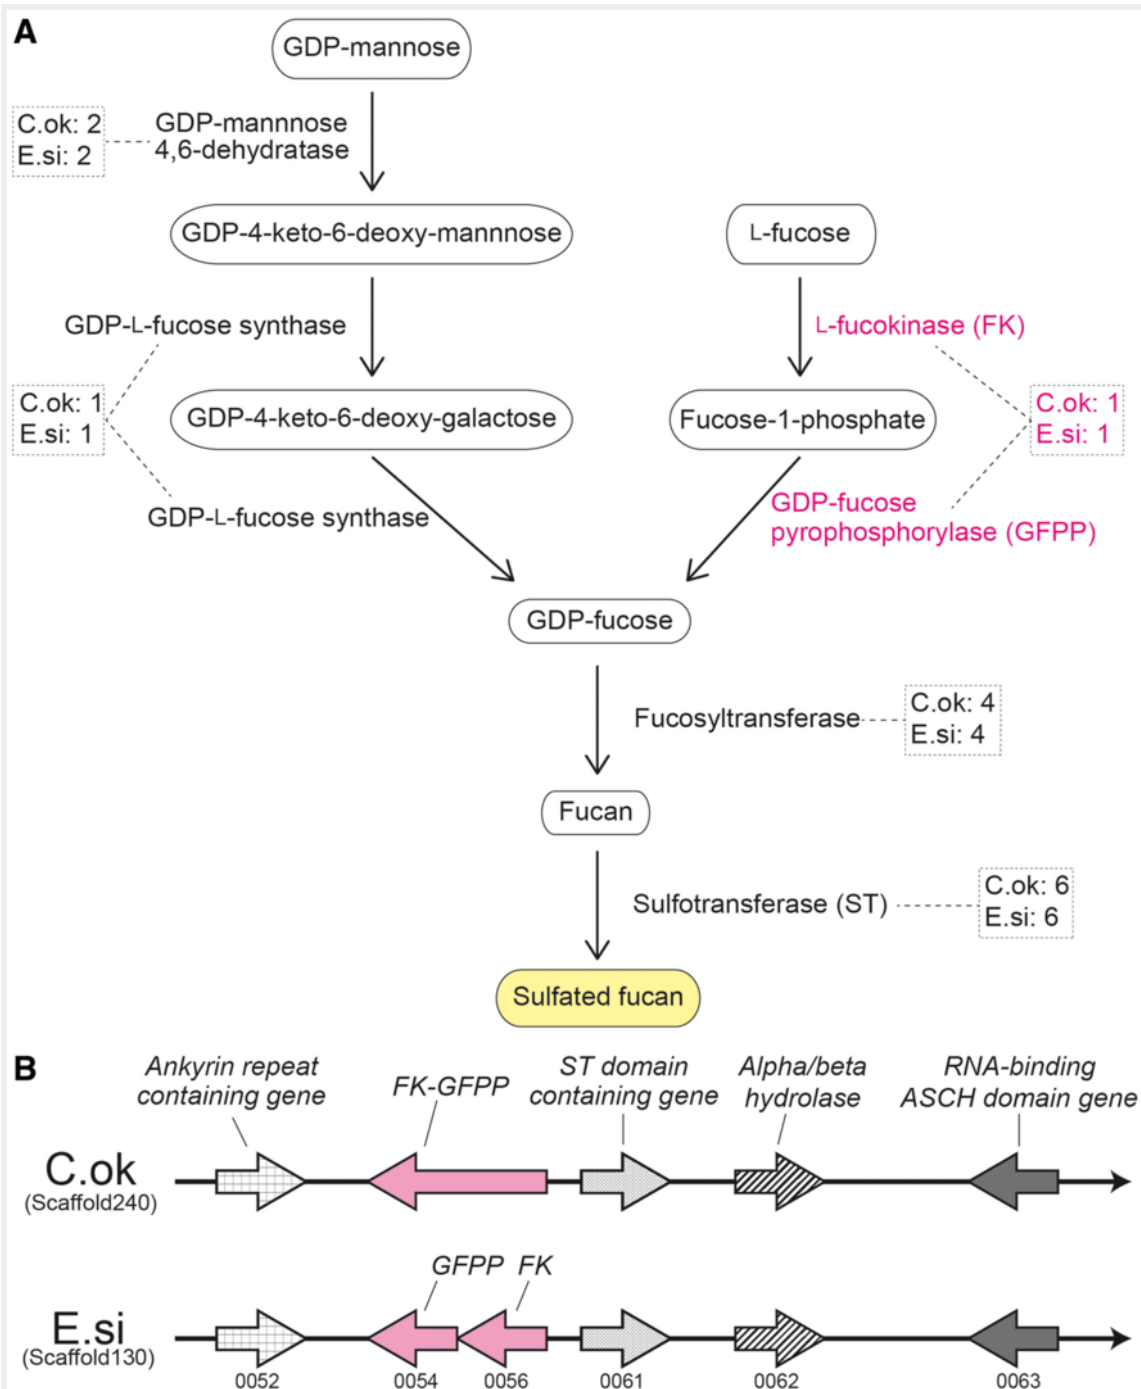 A
GDP-mannose
C.ok: 2
E.si: 2
GDP-mannnose
4,6-dehydratase
GDP-4-keto-6-deoxy-mannnose
L-fucose
GDP-L-fucose synthase
L-fucokinase (FK)
C.ok: 1
E.si: 1
GDP-4-keto-6-deoxy-galactose
Fucose-1-phosphate
C.ok: 1
E.si: 1
GDP-L-fucose synthase
GDP-fucose
pyrophosphorylase (GFPP)
GDP-fucose
Fucosyltransferase
C.ok: 4
E.si: 4
Fucan
Sulfotransferase (ST)
C.ok: 6
E.si: 6
Sulfated fucan
B
Ankyrin repeat
containing gene
FK-GFPP
ST domain
containing gene
Alpha/beta
hydrolase
RNA-binding
ASCH domain gene
C.ok
(Scaffold240)
GFPP
FK
E.si
(Scaffold130)
0052
0054
0056
0061
0062
0063